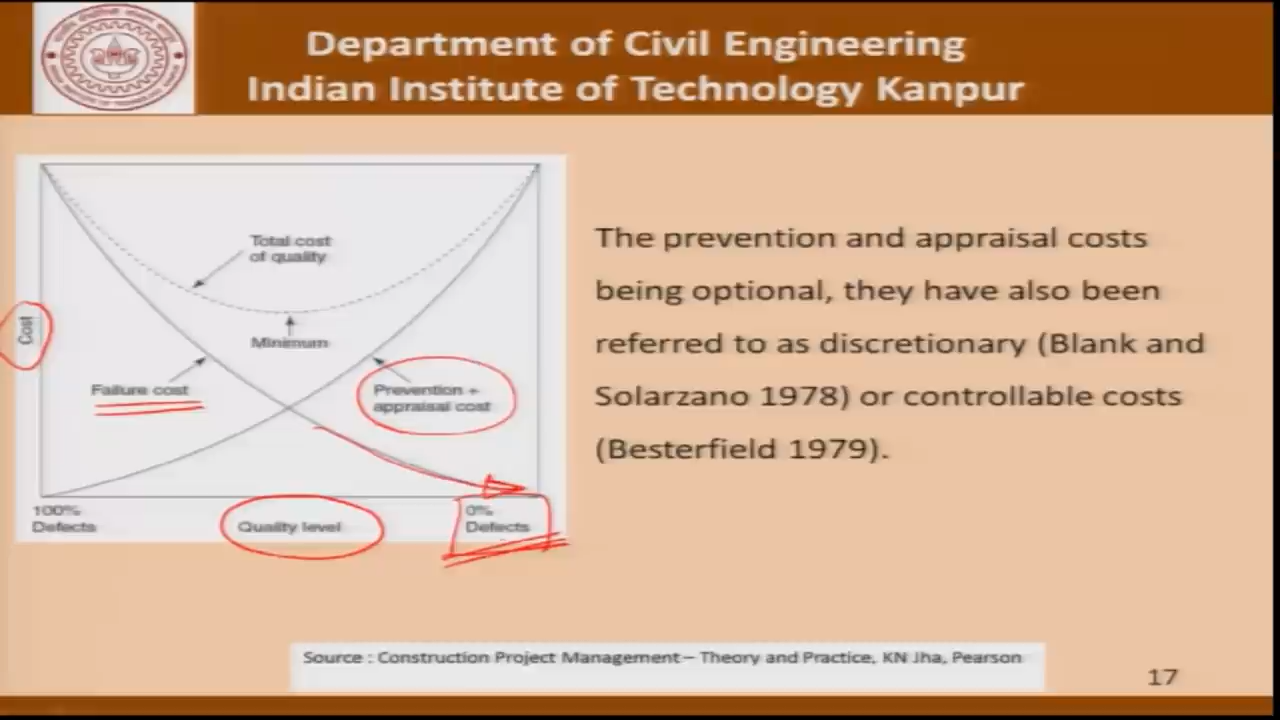 Department of Civil Engineering
Indian Institute of Technology Kanpur
Total cost
of quality
Minimum
Cost
Failure cost
Prevention +
appraisal cost
100%
Defects
Quality level
0%
Defects
The prevention and appraisal costs
being optional, they have also been
referred to as discretionary (Blank and
Solarzano 1978) or controllable costs
(Besterfield 1979).
Source : Construction Project Management – Theory and Practice, KN Jha, Pearson
17